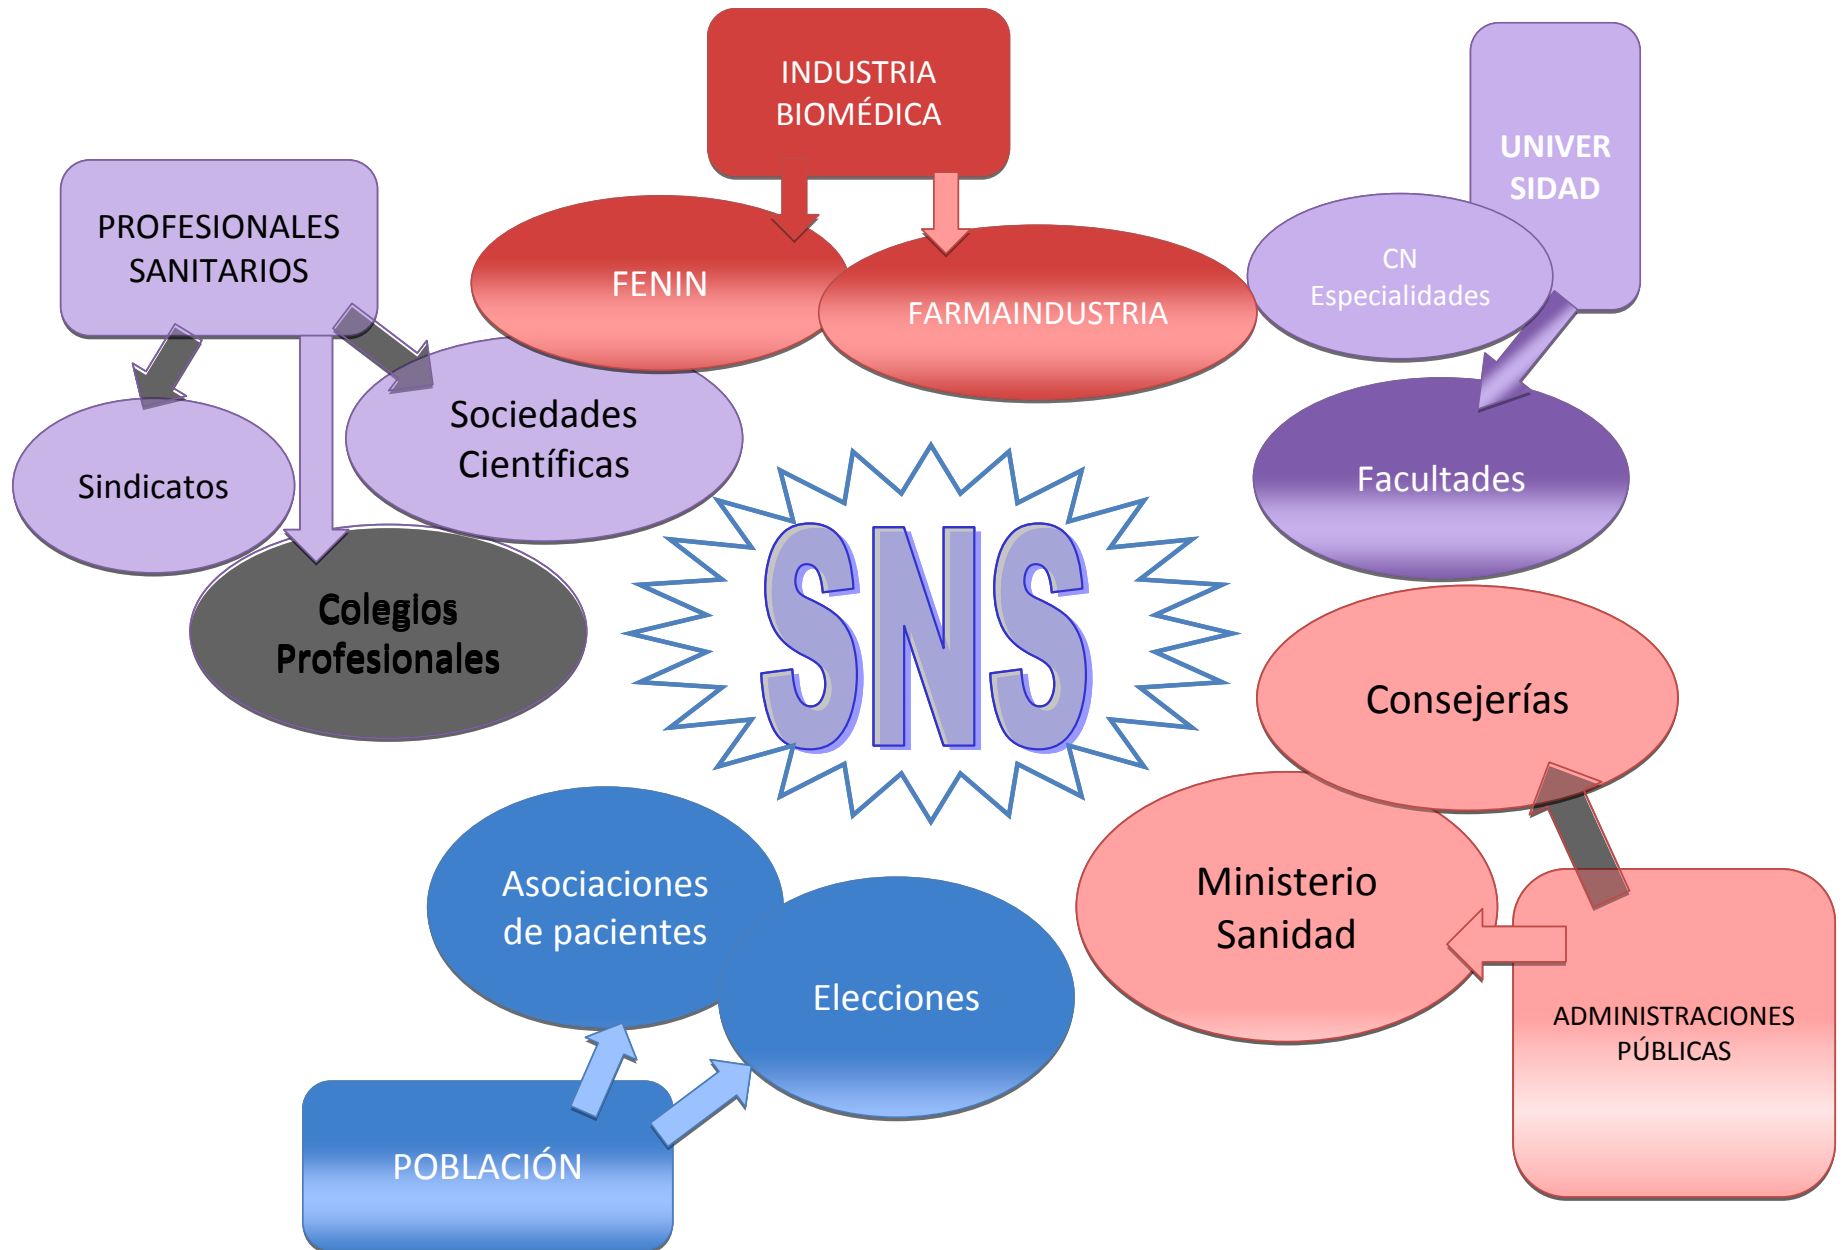 INDUSTRIA
BIOMÉDICA
UNIVER
SIDAD
PROFESIONALES
SANITARIOS
FENIN
FARMAINDUSTRIA
CN
Especialidades
Sociedades
Científicas
Sindicatos
Facultades
Colegios
Profesionales
SNS
Consejerías
Asociaciones
de pacientes
Ministerio
Sanidad
Elecciones
ADMINISTRACIONES
PÚBLICAS
POBLACIÓN